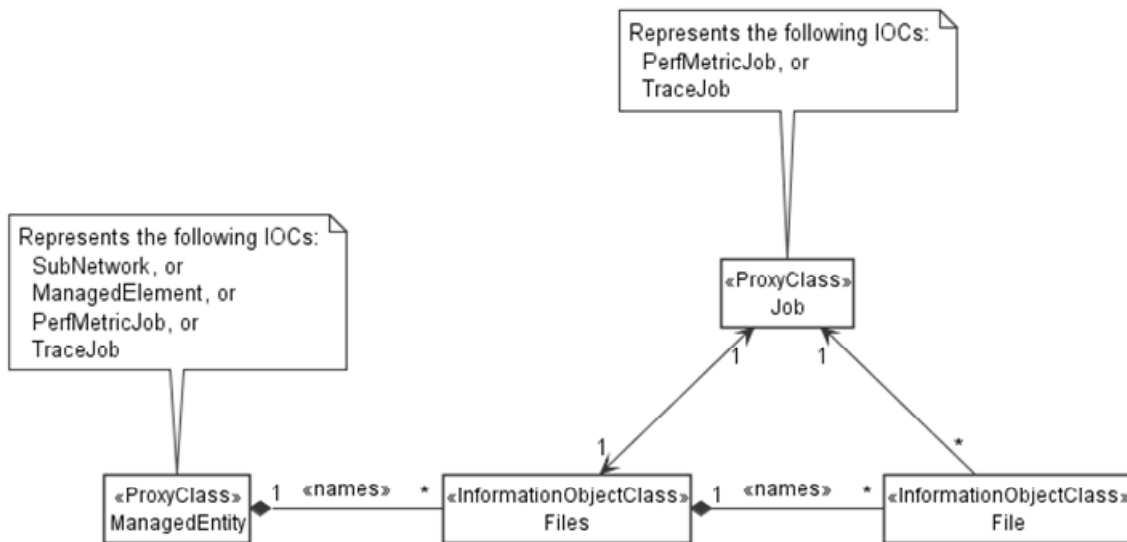 Represents the following IOCs:
PerfMetricJob, or
TraceJob
Represents the following IOCs:
SubNetwork, or
ManagedElement, or
PerfMetricJob, or
TraceJob
«ProxyClass»
Job
1
1
1
*
«ProxyClass»
ManagedEntity
1
«names»
*
«InformationObjectClass»
Files
1
«names»
*
«InformationObjectClass»
File